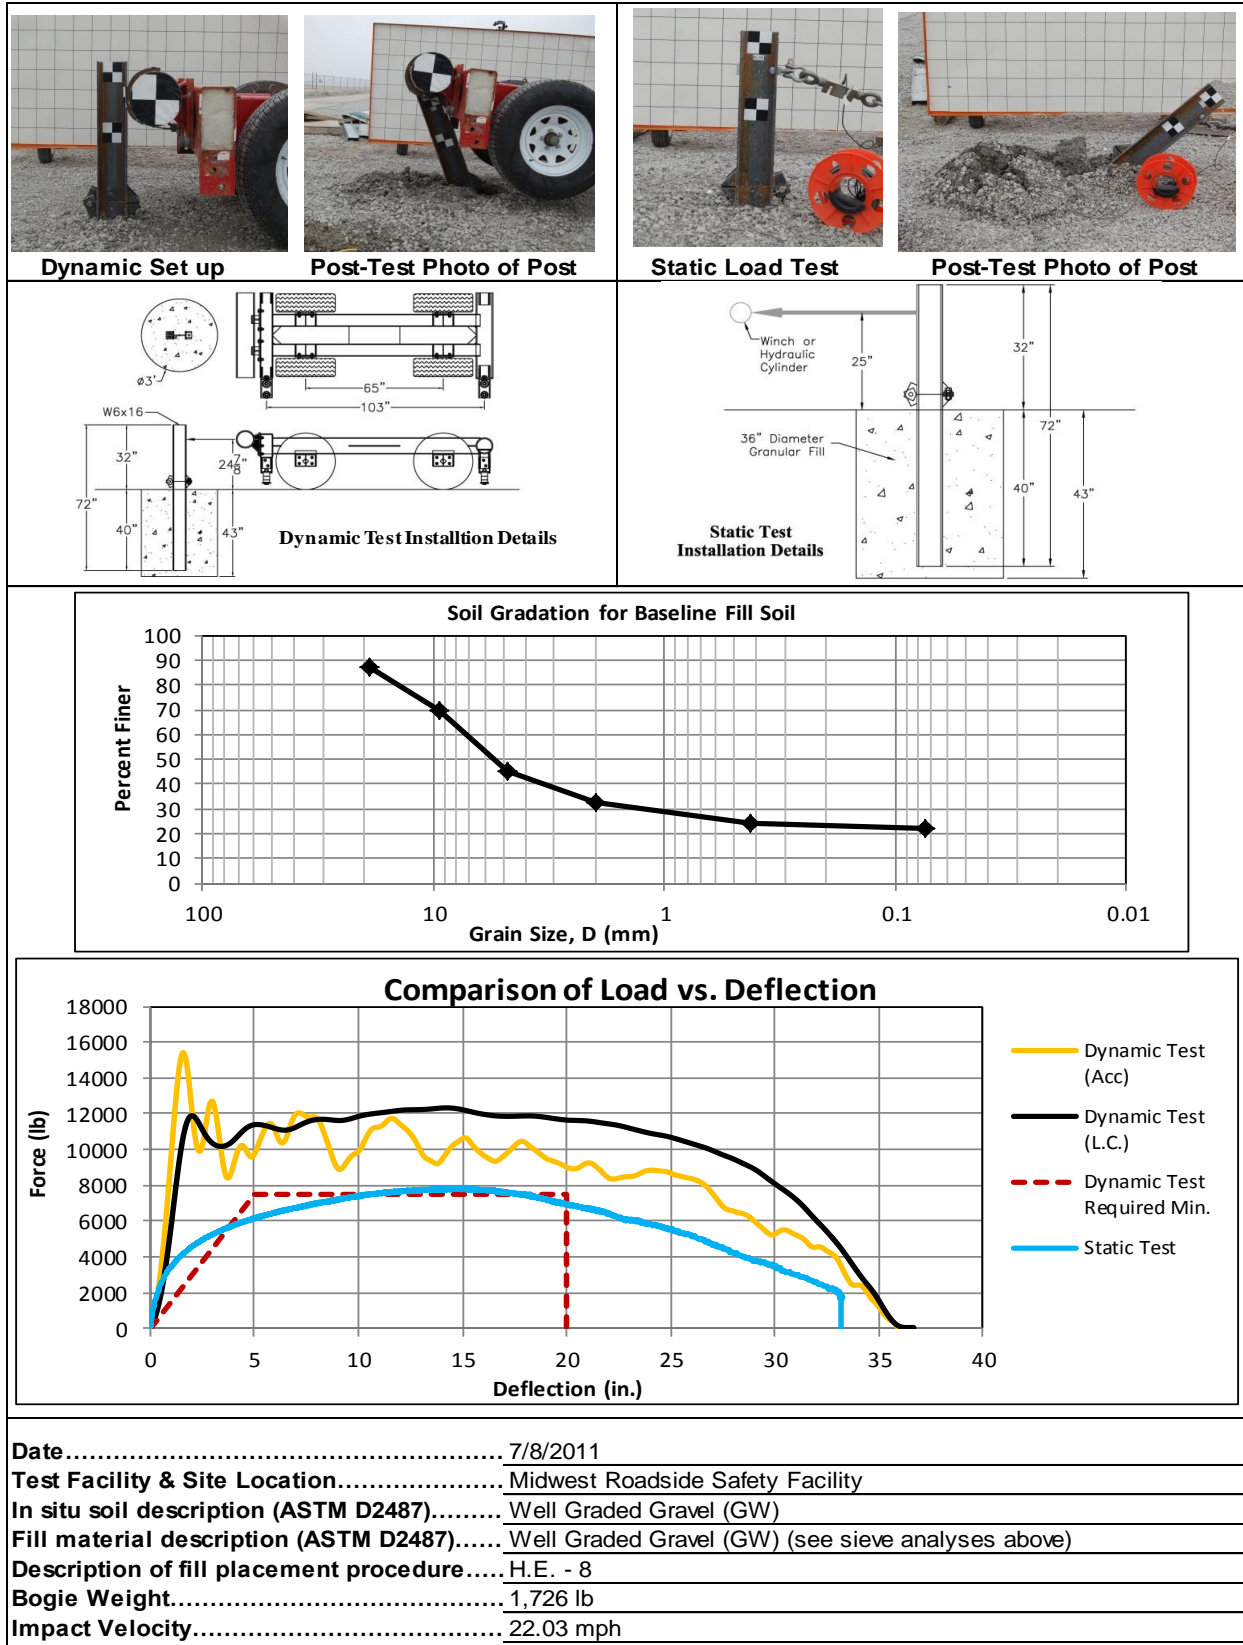 Dynamic Set up
Post-Test Photo of Post
Static Load Test
Post-Test Photo of Post
ø3'
65"
103"
W6x16
32"
24 7/8"
72"
40"
43"
Dynamic Test Installtion Details
Winch or
Hydraulic
Cylinder
25"
32"
72"
36" Diameter
Granular Fill
40"
43"
Static Test
Installation Details
Soil Gradation for Baseline Fill Soil
Percent Finer
100
90
80
70
60
50
40
30
20
10
0
100 10 1 0.1 0.01
Grain Size, D (mm)
Comparison of Load vs. Deflection
Force (lb)
18000
16000
14000
12000
10000
8000
6000
4000
2000
0
0 5 10 15 20 25 30 35 40
Deflection (in.)
Dynamic Test
(Acc)
Dynamic Test
(L.C.)
Dynamic Test
Required Min.
Static Test
Date.................................................. 7/8/2011
Test Facility & Site Location..................... Midwest Roadside Safety Facility
In situ soil description (ASTM D2487)......... Well Graded Gravel (GW)
Fill material description (ASTM D2487)...... Well Graded Gravel (GW) (see sieve analyses above)
Description of fill placement procedure..... H.E. - 8
Bogie Weight....................................... 1,726 lb
Impact Velocity.................................... 22.03 mph